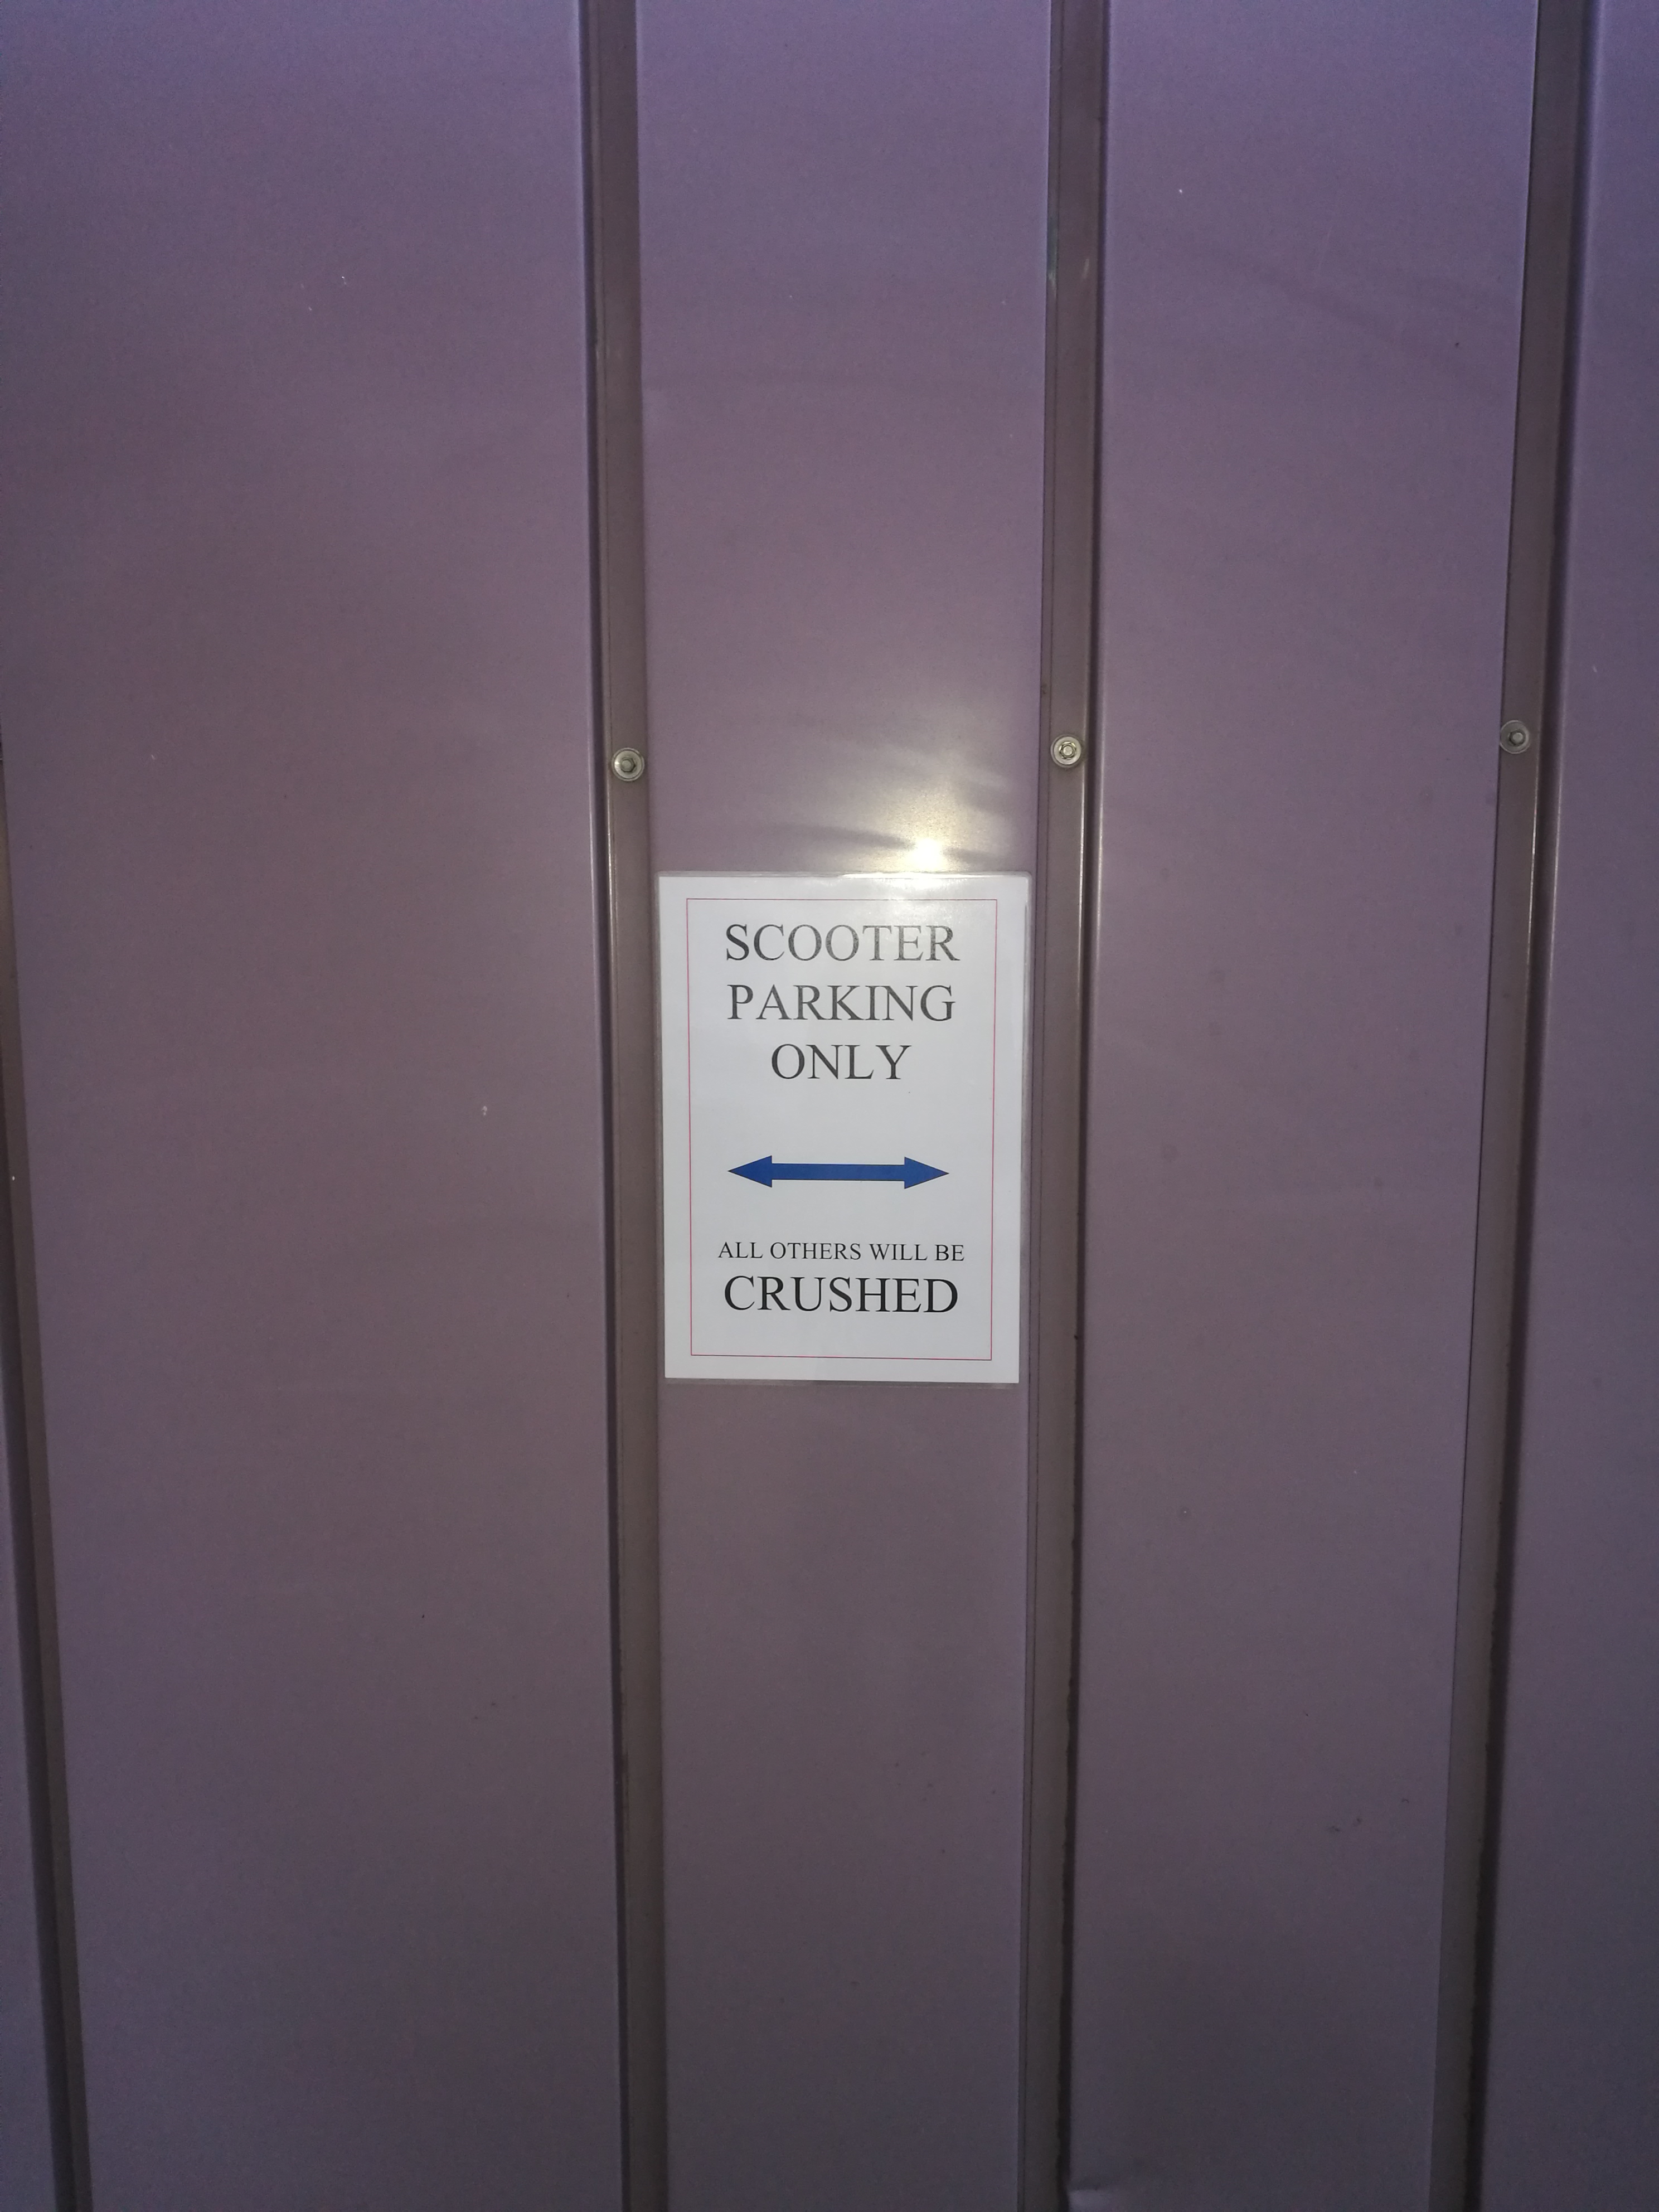 SCOOTER
PARKING
ONLY
ALL OTHERS WILL BE
CRUSHED